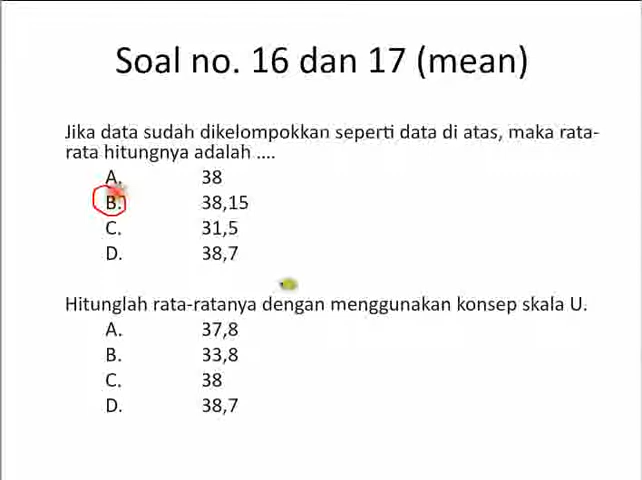 Soal no. 16 dan 17 (mean)
Jika data sudah dikelompokkan seperti data di atas, maka rata-
rata hitungnya adalah ....
A. 38
B. 38,15
C. 31,5
D. 38,7
Hitunglah rata-ratanya dengan menggunakan konsep skala U.
A. 37,8
B. 33,8
C. 38
D. 38,7